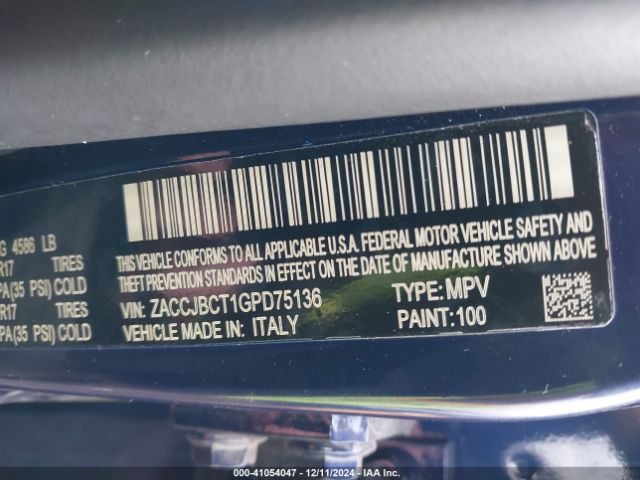 G 4586 LB
R17 TIRES
PA(35 PSI) COLD
R17 TIRES
PA(35 PSI) COLD
THIS VEHICLE CONFORMS TO ALL APPLICABLE U.S.A. FEDERAL MOTOR VEHICLE SAFETY AND
THEFT PREVENTION STANDARDS IN EFFECT ON THE DATE OF MANUFACTURE SHOWN ABOVE.
VIN: ZACCJBCT1GPD75136 TYPE: MPV
VEHICLE MADE IN ITALY PAINT: 100
000-41054047 - 12/11/2024 - IAA Inc.